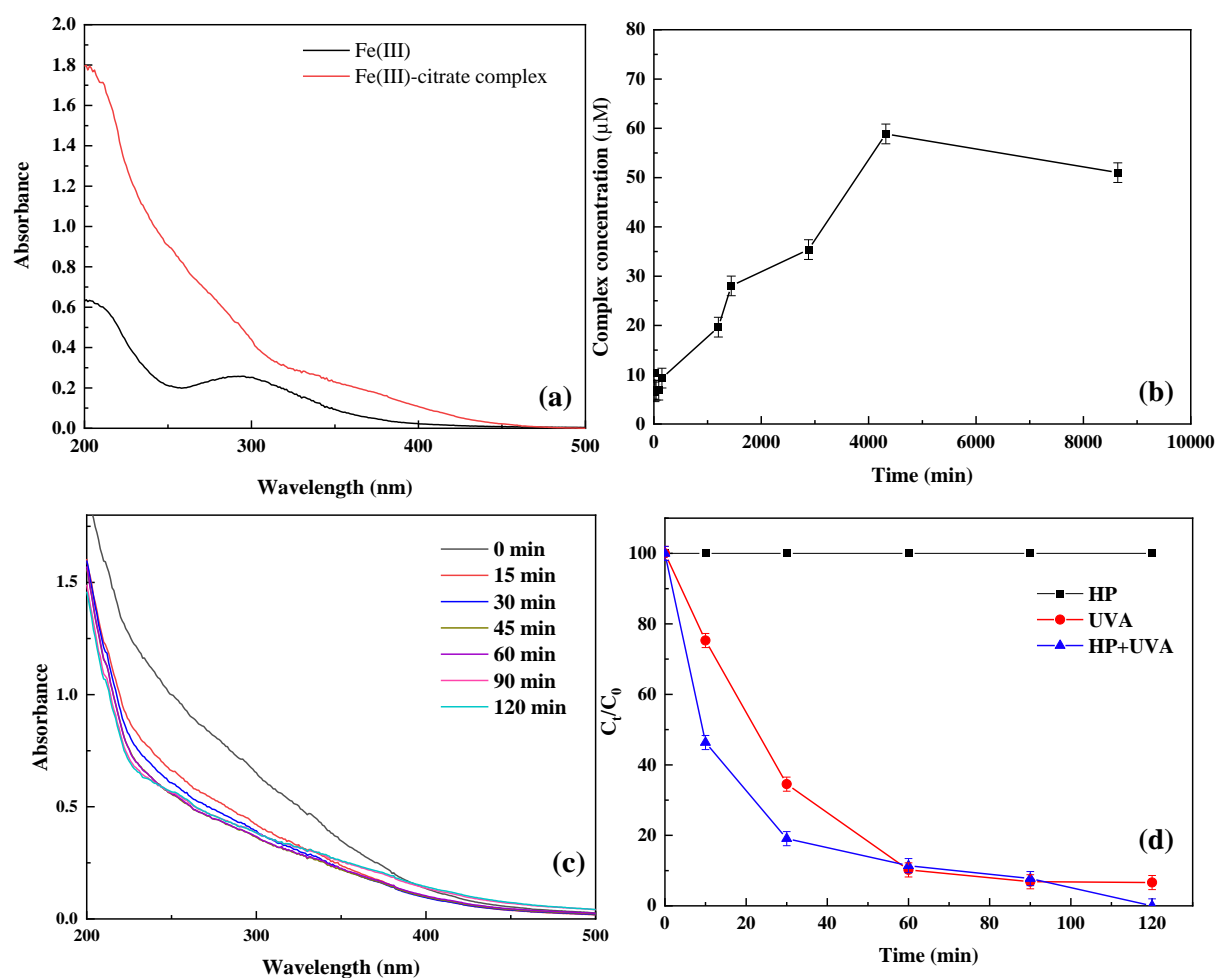 2.0
1.8
1.6
1.4
1.2
1.0
0.8
0.6
0.4
0.2
0.0
Absorbance
Fe(III)
Fe(III)-citrate complex
(a)
200
300
400
500
Wavelength (nm)
80
70
60
50
40
30
20
10
0
Complex concentration (µM)
(b)
0
2000
4000
6000
8000
10000
Time (min)
1.5
1.0
0.5
0.0
Absorbance
0 min
15 min
30 min
45 min
60 min
90 min
120 min
(c)
200
300
400
500
Wavelength (nm)
100
80
60
40
20
0
Ct/C0
HP
UVA
HP+UVA
(d)
0
20
40
60
80
100
120
Time (min)